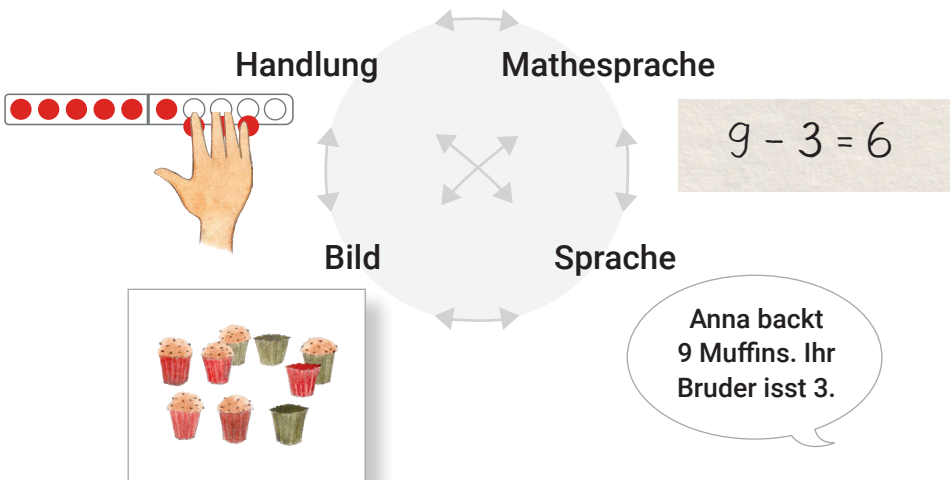 Handlung
Mathesprache
9 - 3 = 6
Bild
Sprache
Anna backt
9 Muffins. Ihr
Bruder isst 3.